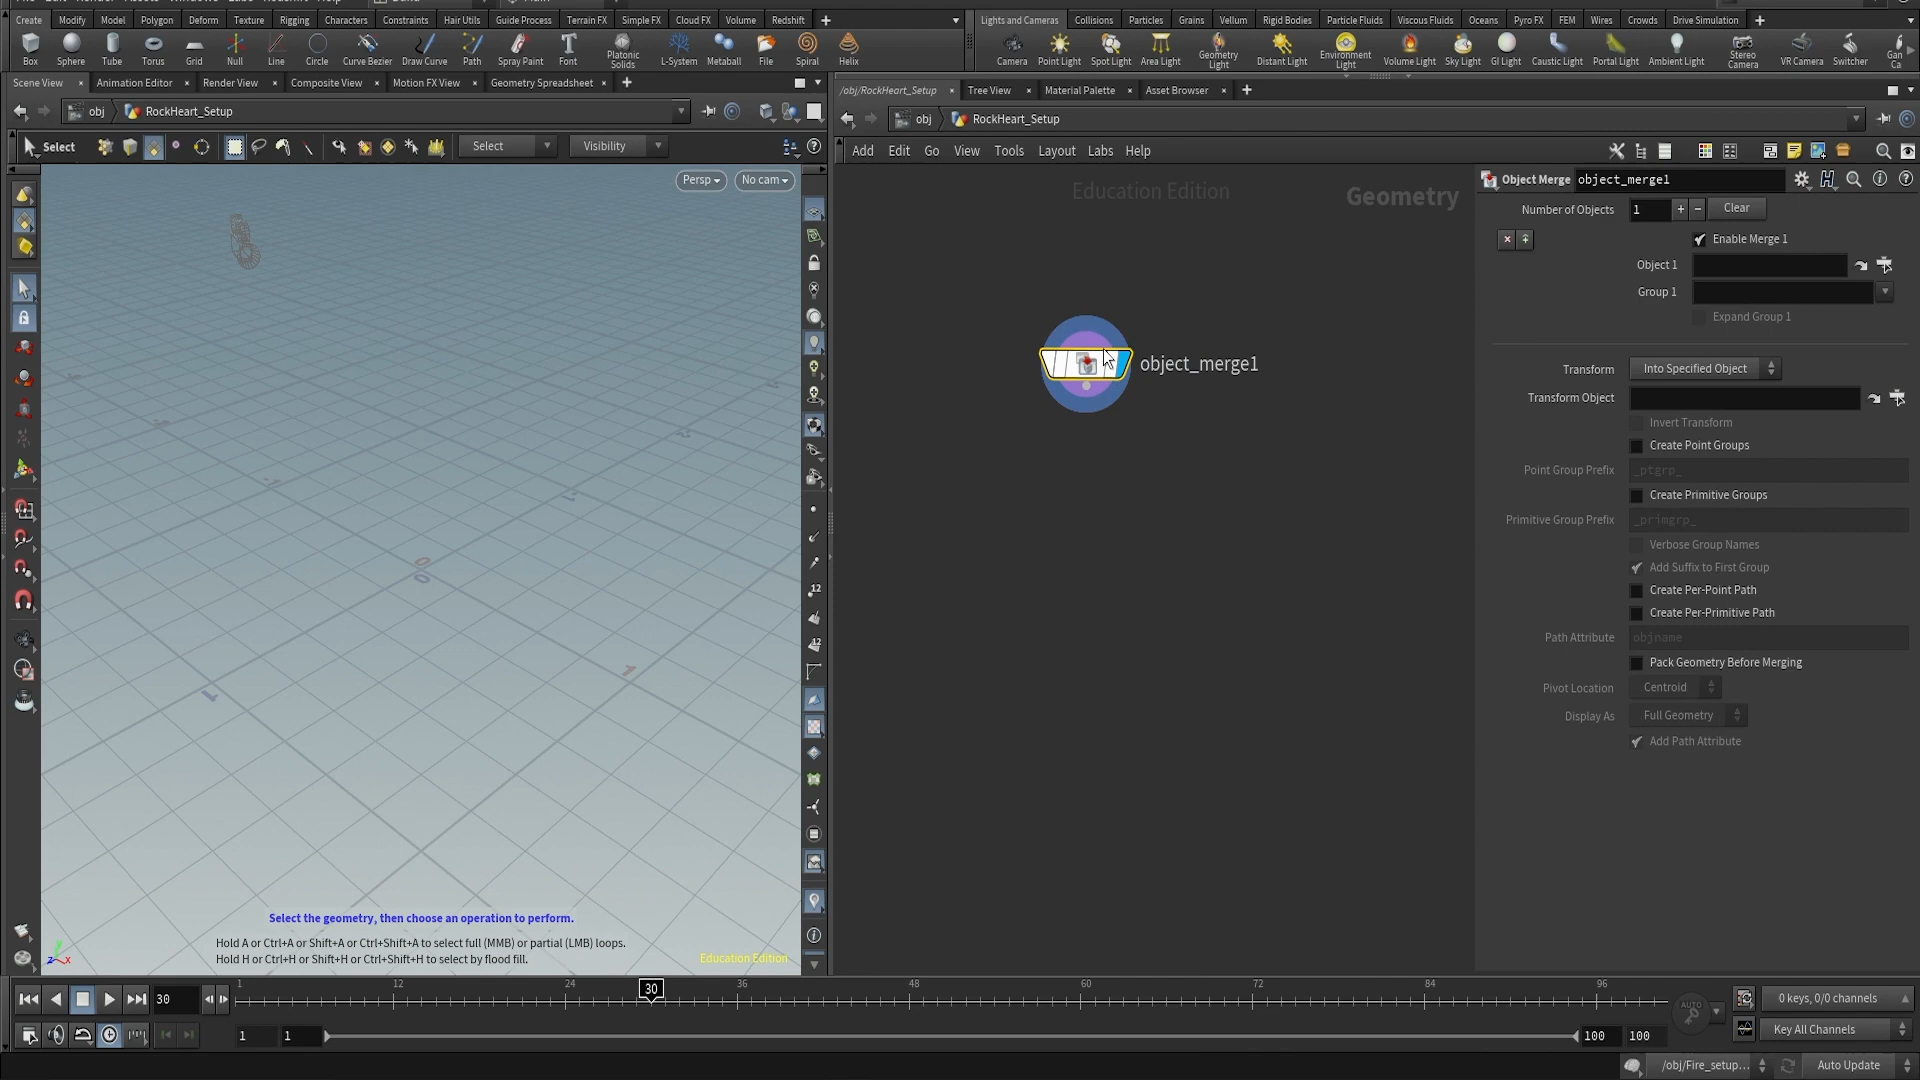 Create Modify Model Polygon Deform Texture Rigging Characters Constraints Hair Utils Guide Process Terrain FX Simple FX Cloud FX Volume Redshift
Lights and Cameras Collisions Particles Grains Vellum Rigid Bodies Particle Fluids Viscous Fluids Oceans Pyro FX FEM Wires Crowds Drive Simulation
Box Sphere Tube Torus Grid Null Line Circle Curve Bezier Draw Curve Path Spray Paint Font Platonic Solids L-System Metaball File Spiral Helix
Camera Point Light Spot Light Area Light Geometry Light Distant Light Environment Light Volume Light Sky Light GI Light Caustic Light Portal Light Ambient Light Stereo Camera VR Camera Switcher Gan Ca
Scene View Animation Editor Render View Composite View Motion FX View Geometry Spreadsheet
/obj/RockHeart_Setup Tree View Material Palette Asset Browser
obj RockHeart_Setup
obj RockHeart_Setup
Select Select Visibility
Add Edit Go View Tools Layout Labs Help
Persp No cam
Education Edition
Geometry
object_merge1
Object Merge object_merge1
Number of Objects 1 Clear
Enable Merge 1
Object 1
Group 1
Expand Group 1
Transform Into Specified Object
Transform Object
Invert Transform
Create Point Groups
Point Group Prefix _ptgrp_
Create Primitive Groups
Primitive Group Prefix _primgrp_
Verbose Group Names
Add Suffix to First Group
Create Per-Point Path
Create Per-Primitive Path
Path Attribute objname
Pack Geometry Before Merging
Pivot Location Centroid
Display As Full Geometry
Add Path Attribute
Select the geometry, then choose an operation to perform.
Hold A or Ctrl+A or Shift+A or Ctrl+Shift+A to select full (MMB) or partial (LMB) loops.
Hold H or Ctrl+H or Shift+H or Ctrl+Shift+H to select by flood fill.
Education Edition
30
1 12 24 30 36 48 60 72 84 96
AUTO
0 keys, 0/0 channels
1 1 100 100
Key All Channels
/obj/Fire_setup... Auto Update